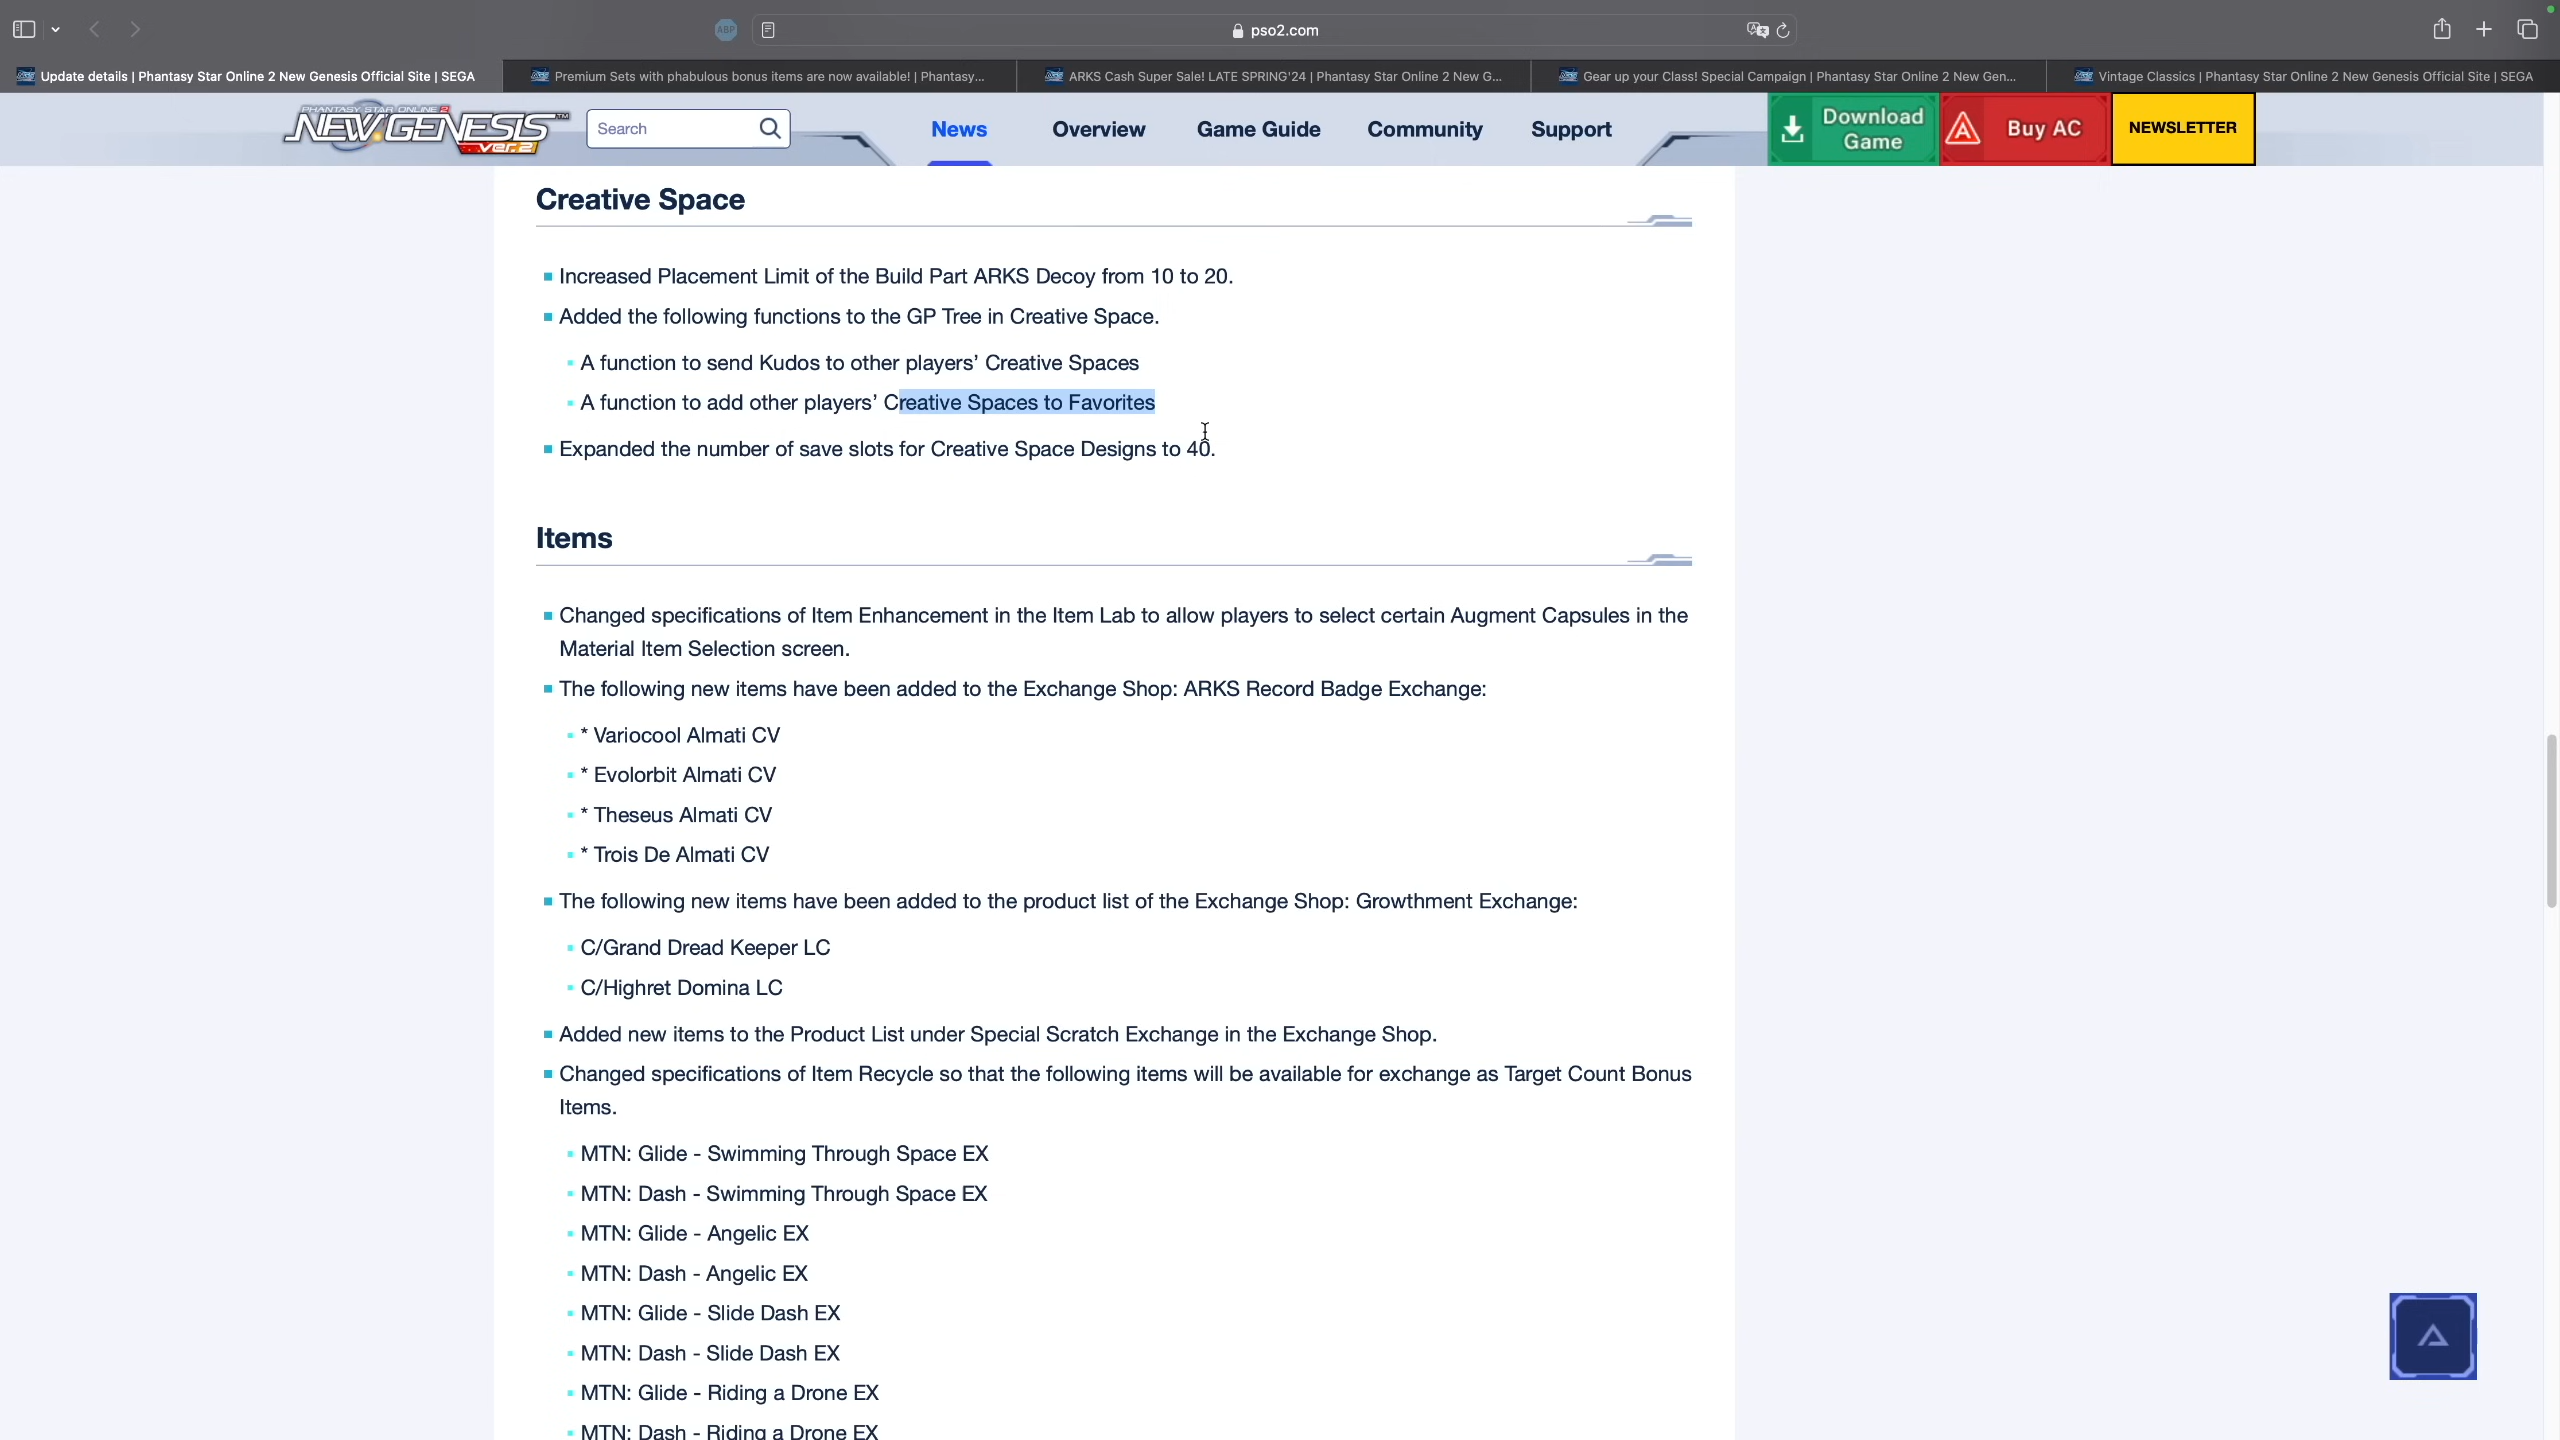 ABP
pso2.com
Update details | Phantasy Star Online 2 New Genesis Official Site | SEGA
Premium Sets with phabulous bonus items are now available! | Phantasy...
ARKS Cash Super Sale! LATE SPRING'24 | Phantasy Star Online 2 New G...
Gear up your Class! Special Campaign | Phantasy Star Online 2 New Gen...
Vintage Classics | Phantasy Star Online 2 New Genesis Official Site | SEGA
PHANTASY STAR ONLINE 2
NEW GENESIS™
ver.2
Search
News
Overview
Game Guide
Community
Support
Download
Game
Buy AC
NEWSLETTER
Creative Space
Increased Placement Limit of the Build Part ARKS Decoy from 10 to 20.
Added the following functions to the GP Tree in Creative Space.
A function to send Kudos to other players’ Creative Spaces
A function to add other players’ Creative Spaces to Favorites
Expanded the number of save slots for Creative Space Designs to 40.
Items
Changed specifications of Item Enhancement in the Item Lab to allow players to select certain Augment Capsules in the
Material Item Selection screen.
The following new items have been added to the Exchange Shop: ARKS Record Badge Exchange:
* Variocool Almati CV
* Evolorbit Almati CV
* Theseus Almati CV
* Trois De Almati CV
The following new items have been added to the product list of the Exchange Shop: Growthment Exchange:
C/Grand Dread Keeper LC
C/Highret Domina LC
Added new items to the Product List under Special Scratch Exchange in the Exchange Shop.
Changed specifications of Item Recycle so that the following items will be available for exchange as Target Count Bonus
Items.
MTN: Glide - Swimming Through Space EX
MTN: Dash - Swimming Through Space EX
MTN: Glide - Angelic EX
MTN: Dash - Angelic EX
MTN: Glide - Slide Dash EX
MTN: Dash - Slide Dash EX
MTN: Glide - Riding a Drone EX
MTN: Dash - Riding a Drone EX